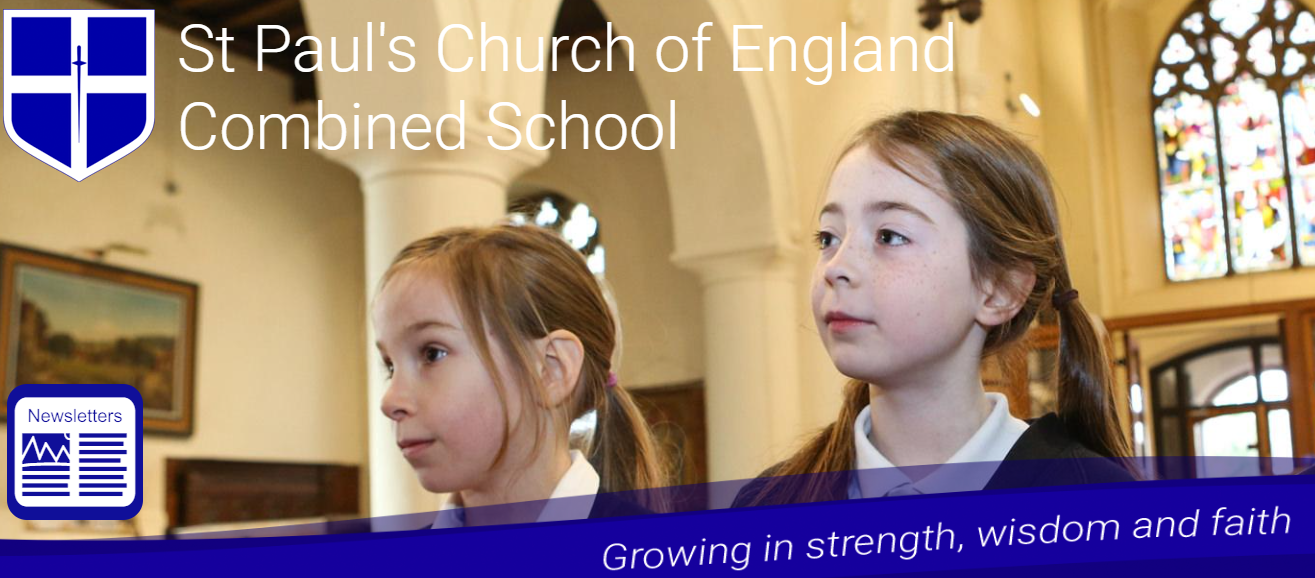 St Paul's Church of England
Combined School
Newsletters
Growing in strength, wisdom and faith